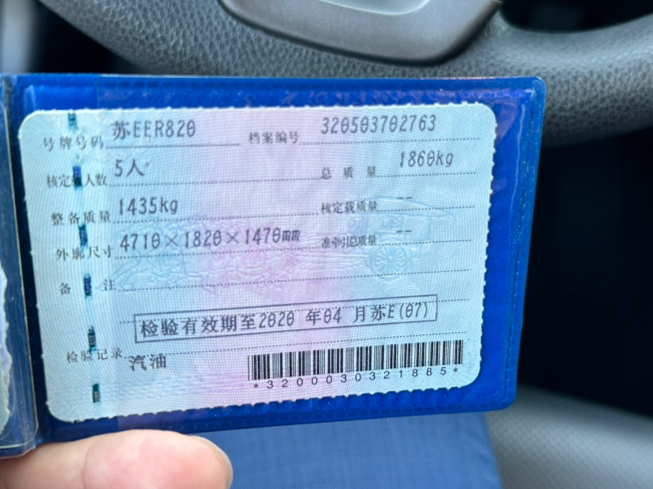 号牌号码 苏EER820 档案编号 320503702763
核定载人数 5人 总质量 1860kg
整备质量 1435kg 核定载质量 --
外廓尺寸 4710×1820×1470mm 准牵引总质量 --
备注
检验有效期至2020年04月苏E(07)
检验记录 汽油
*3200030321885*